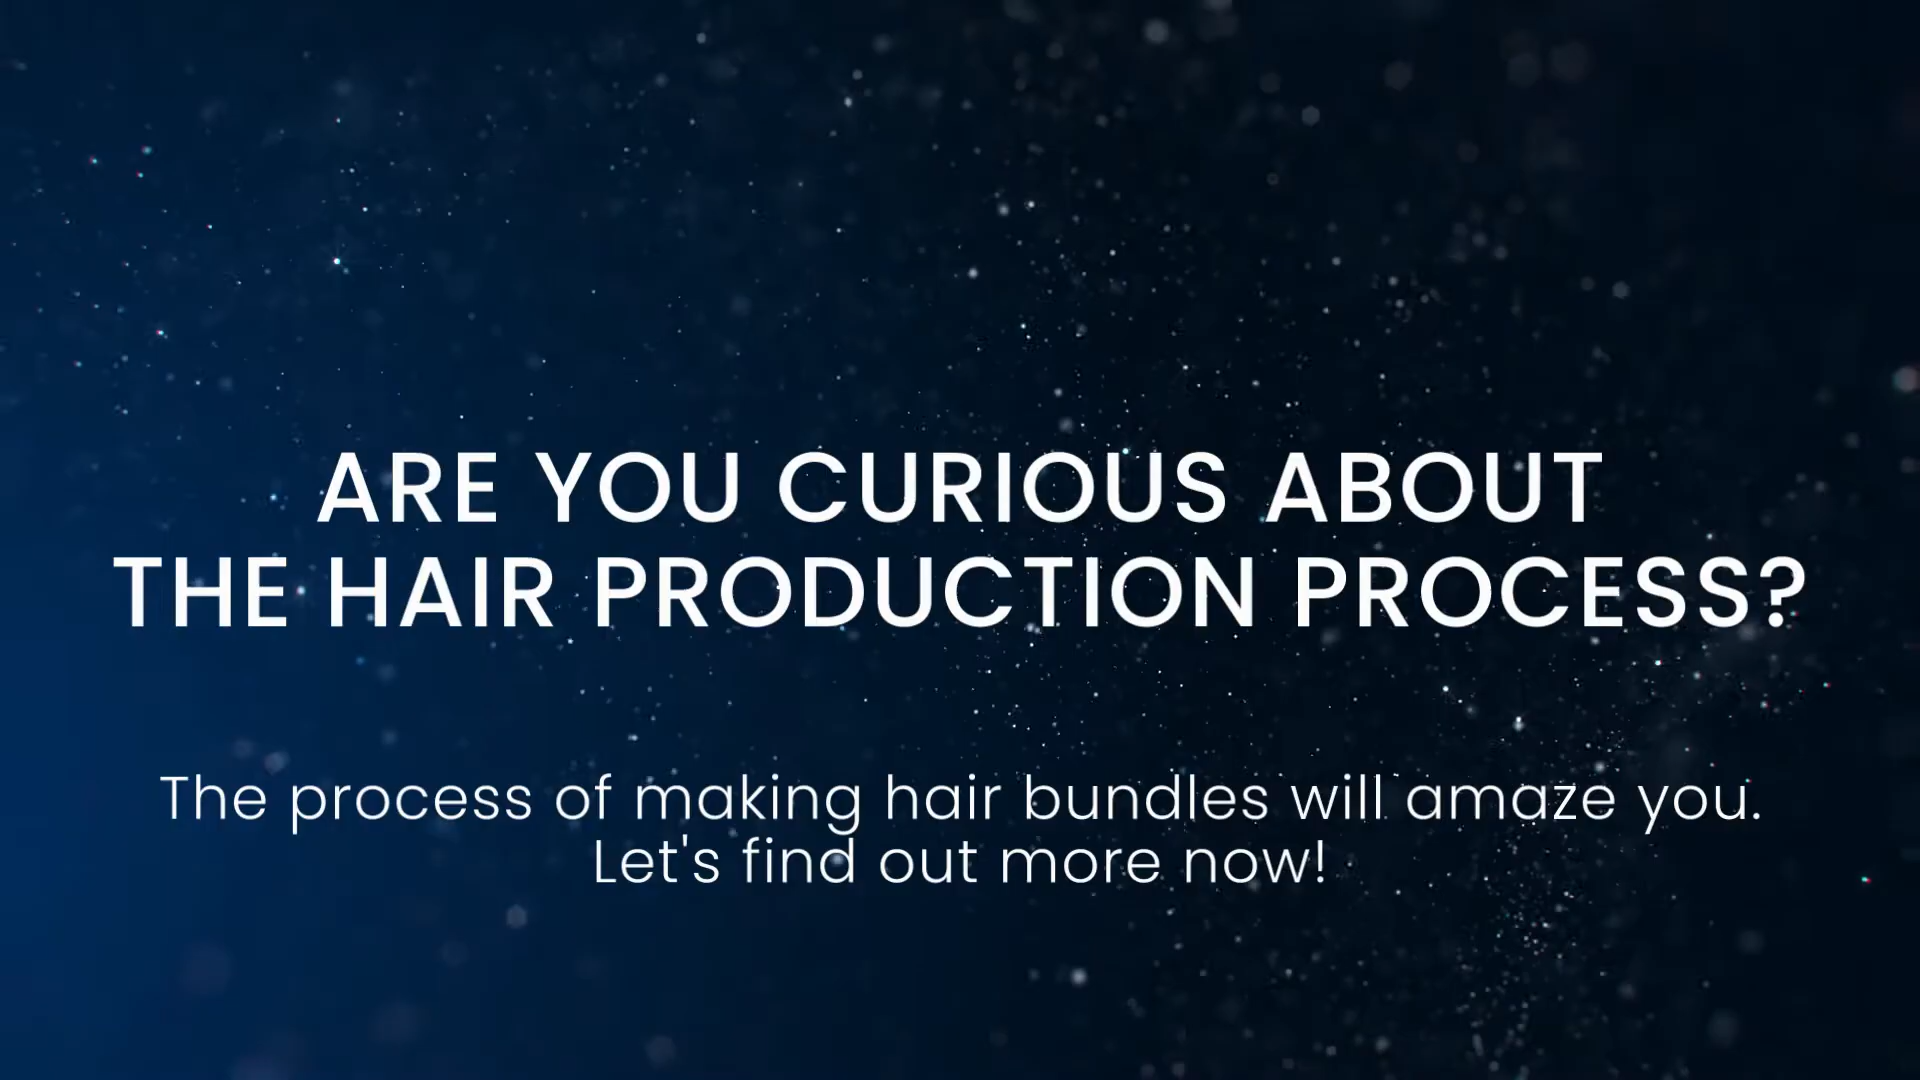 ARE YOU CURIOUS ABOUT
THE HAIR PRODUCTION PROCESS?
The process of making hair bundles will amaze you.
Let's find out more now!